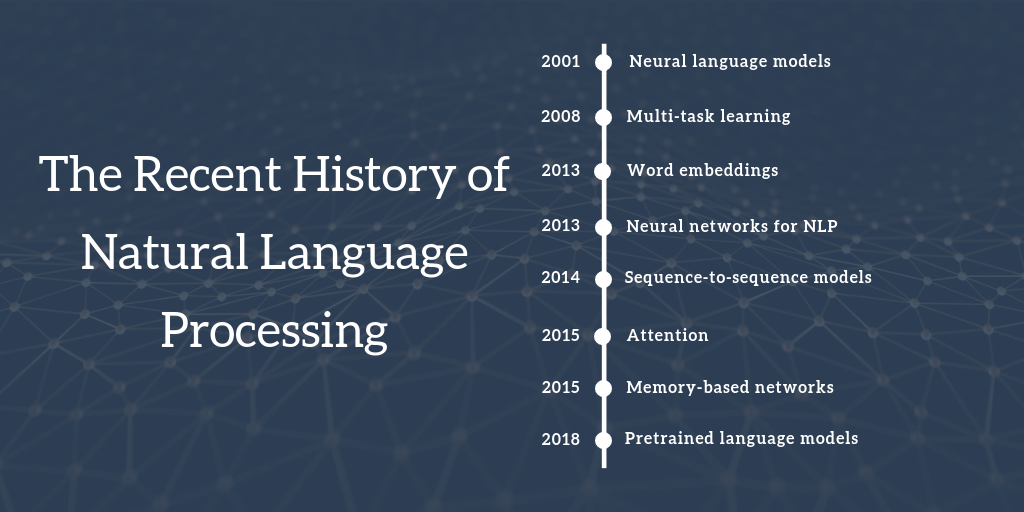 The Recent History of
Natural Language
Processing
2001 Neural language models
2008 Multi-task learning
2013 Word embeddings
2013 Neural networks for NLP
2014 Sequence-to-sequence models
2015 Attention
2015 Memory-based networks
2018 Pretrained language models